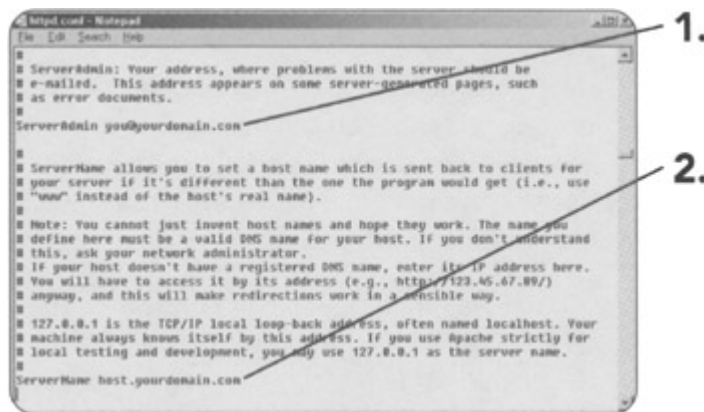 httpd.conf - Notepad
File Edit Search Help
#
# ServerAdmin: Your address, where problems with the server should be
# e-mailed. This address appears on some server-generated pages, such
# as error documents.
#
ServerAdmin you@yourdomain.com
#
# ServerName allows you to set a host name which is sent back to clients for
# your server if it's different than the one the program would get (i.e., use
# "www" instead of the host's real name).
#
# Note: You cannot just invent host names and hope they work. The name you
# define here must be a valid DNS name for your host. If you don't understand
# this, ask your network administrator.
# If your host doesn't have a registered DNS name, enter its IP address here.
# You will have to access it by its address (e.g., http://123.45.67.89/)
# anyway, and this will make redirections work in a sensible way.
#
# 127.0.0.1 is the TCP/IP local loop-back address, often named localhost. Your
# machine always knows itself by this address. If you use Apache strictly for
# local testing and development, you may use 127.0.0.1 as the server name.
#
ServerName host.yourdomain.com
1.
2.